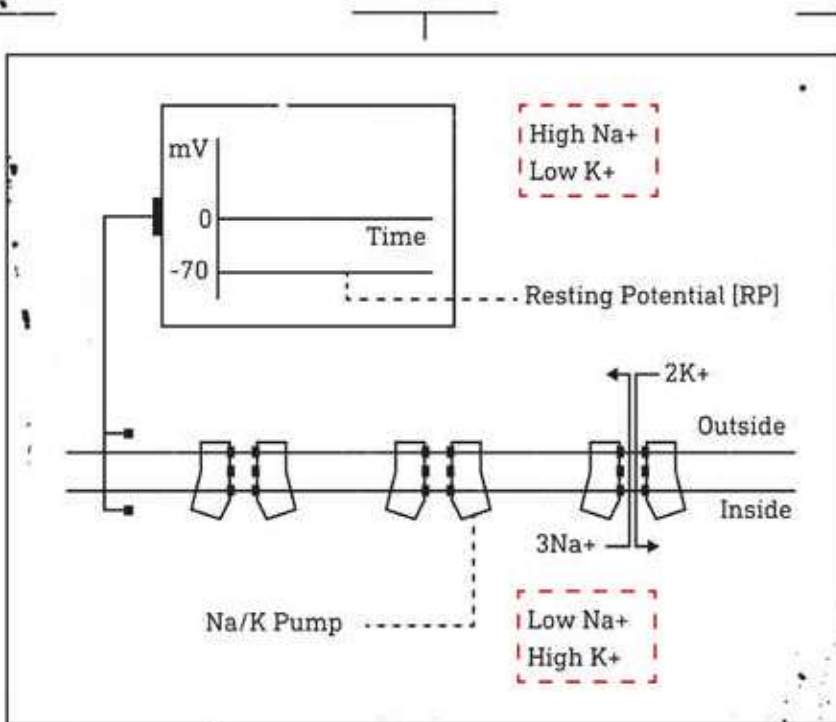 High Na+
Low K+
mV
0
Time
-70
Resting Potential [RP]
2K+
Outside
Inside
3Na+
Na/K Pump
Low Na+
High K+